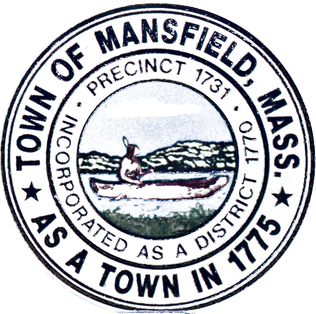 TOWN OF MANSFIELD, MASS.
★ AS A TOWN IN 1775 ★
· PRECINCT 1731 ·
INCORPORATED AS A DISTRICT 1770